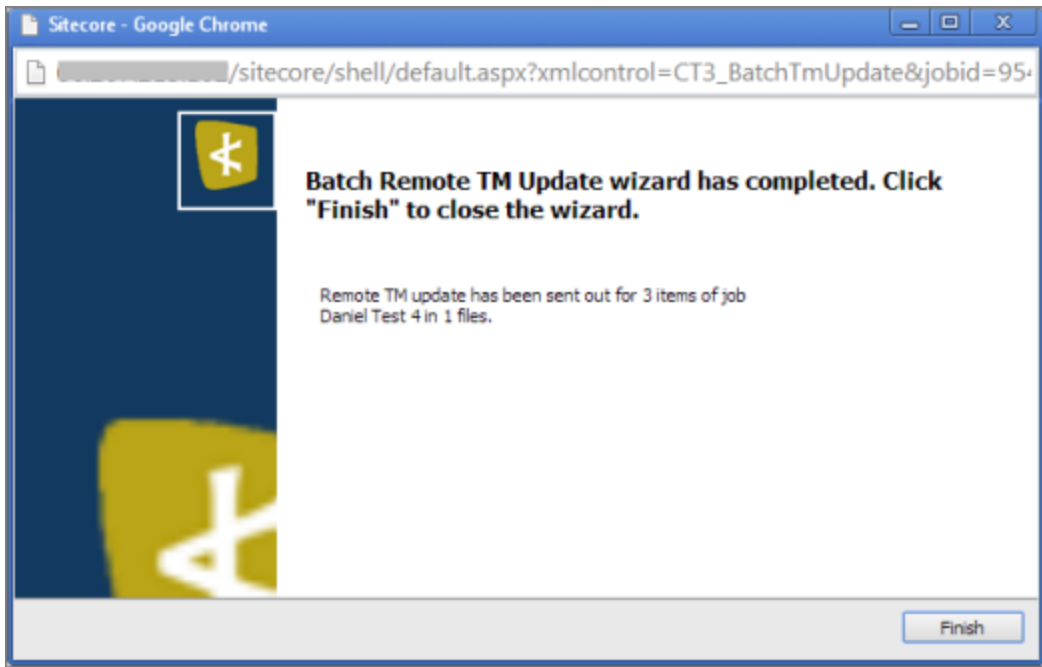 Sitecore - Google Chrome
/sitecore/shell/default.aspx?xmlcontrol=CT3_BatchTmUpdate&jobid=95
Batch Remote TM Update wizard has completed. Click
"Finish" to close the wizard.
Remote TM update has been sent out for 3 items of job
Daniel Test 4 in 1 files.
Finish